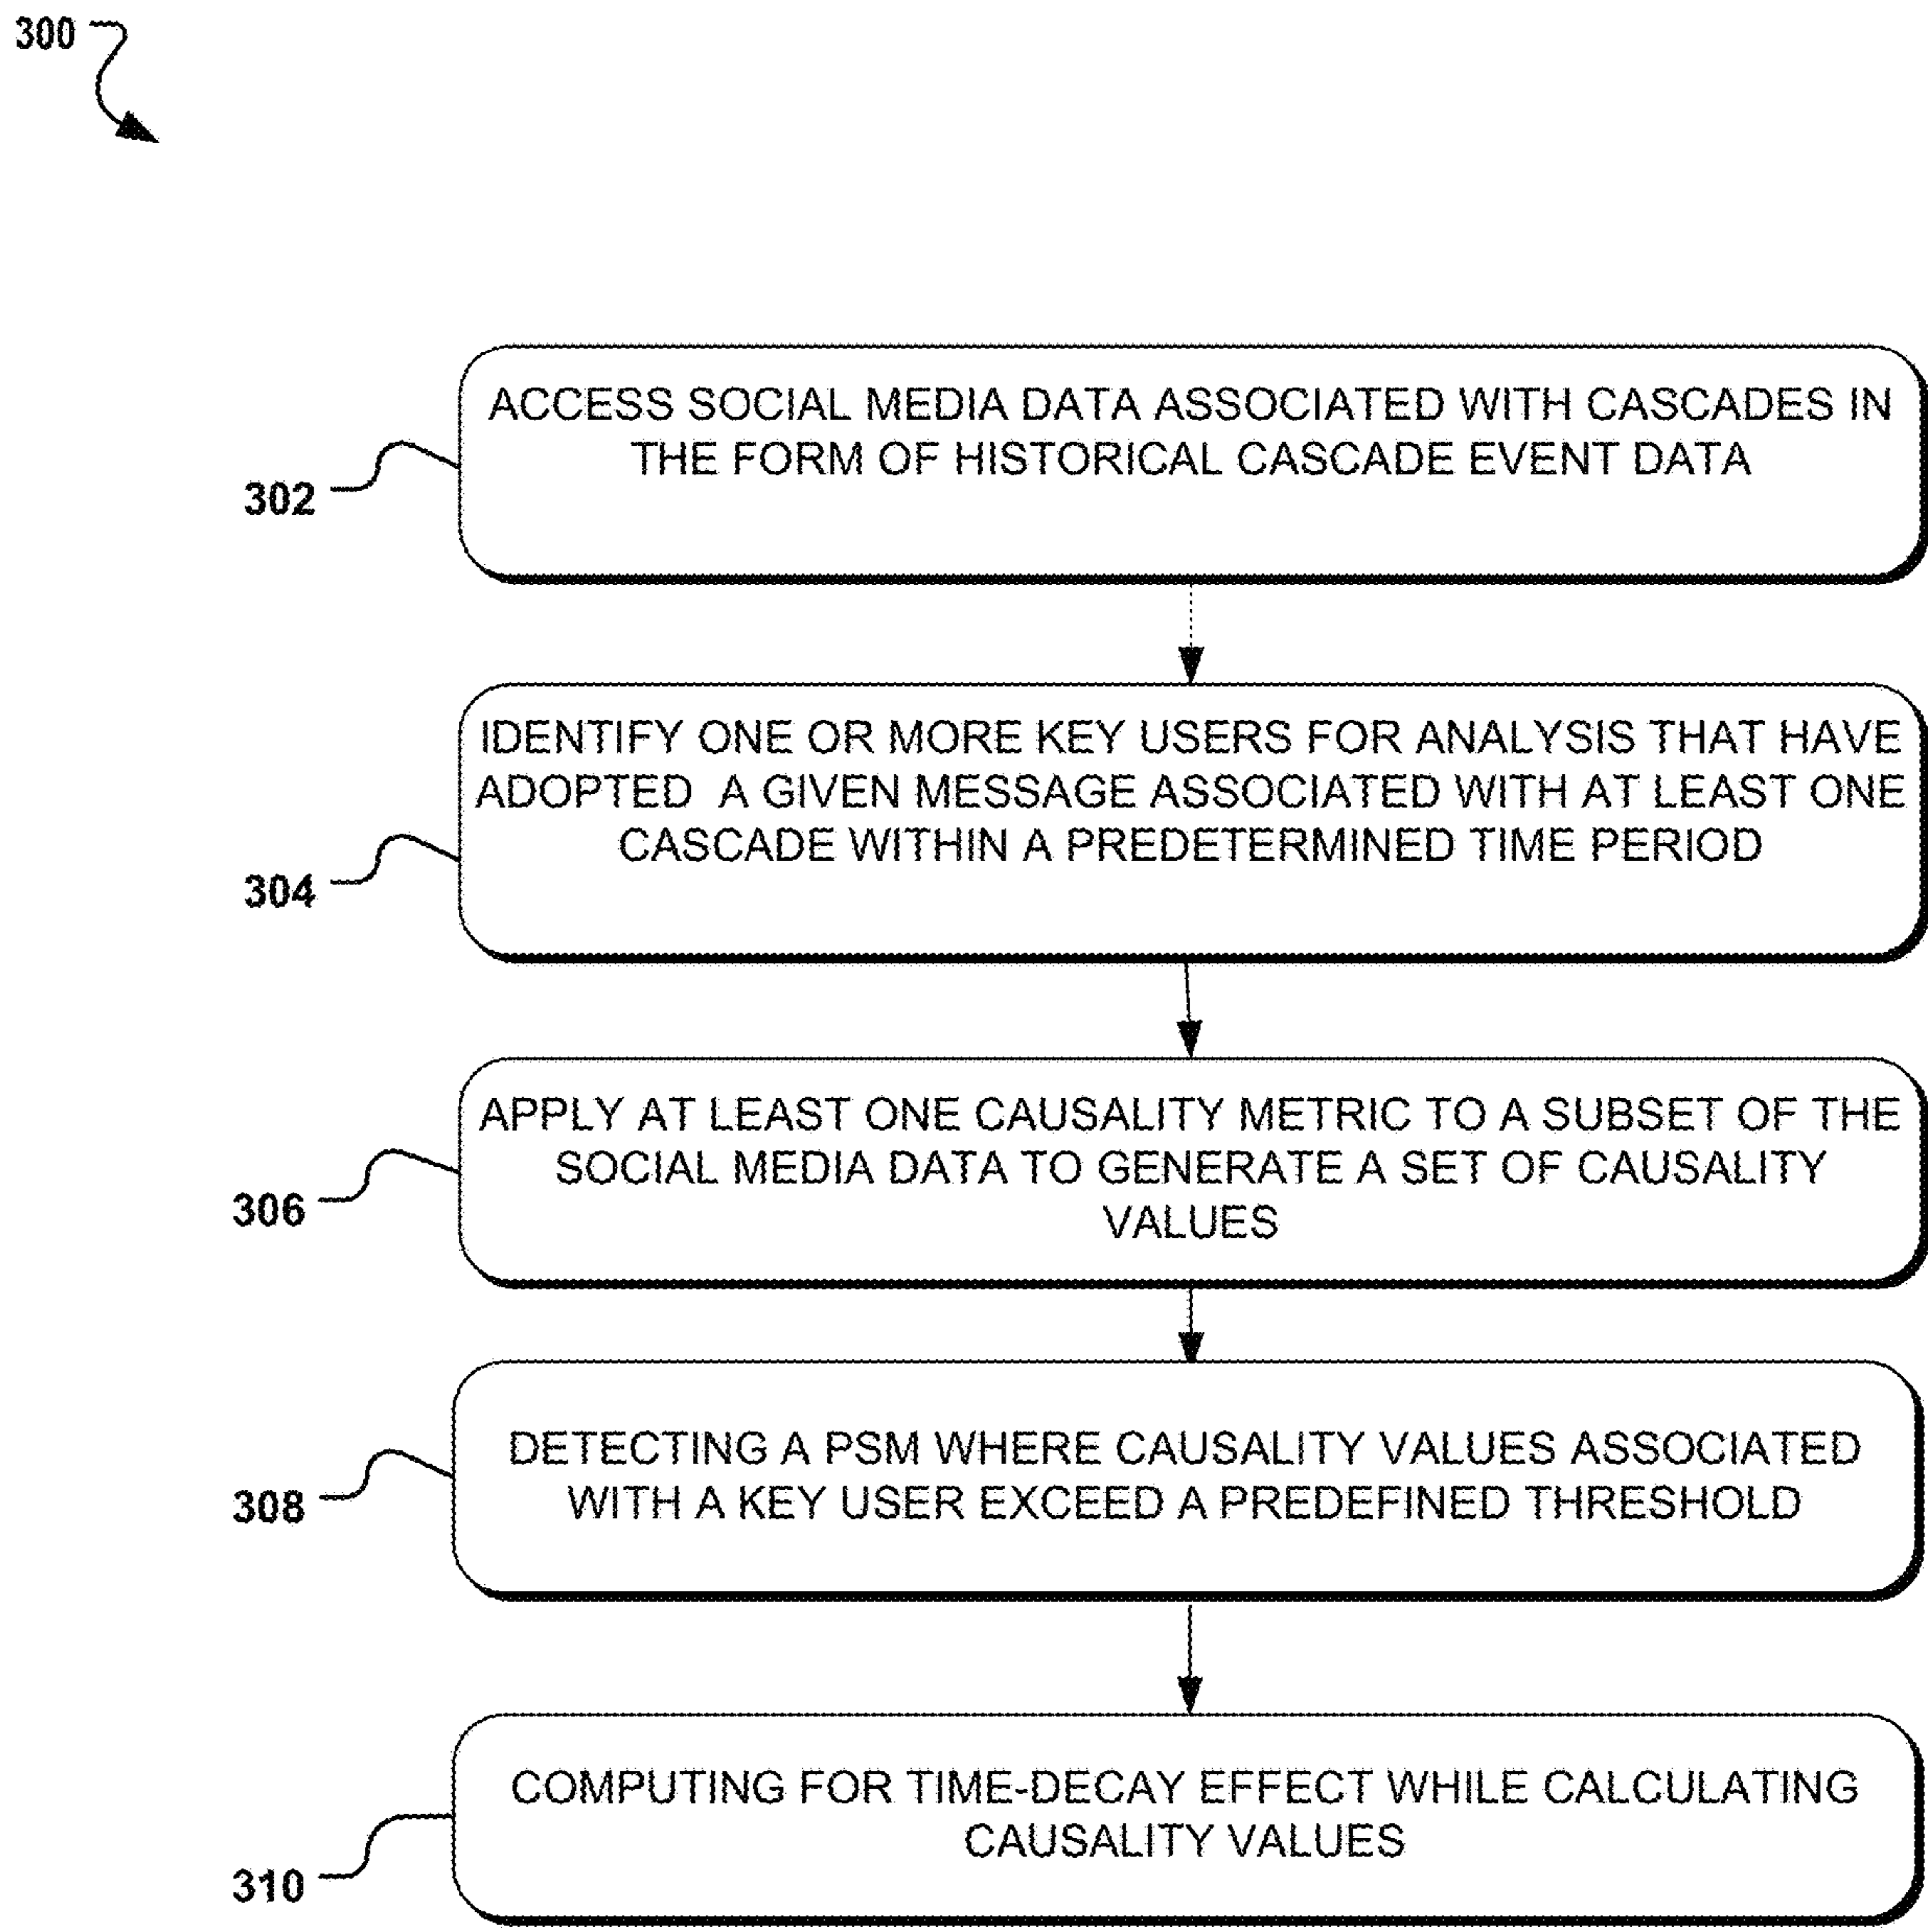 300
ACCESS SOCIAL MEDIA DATA ASSOCIATED WITH CASCADES IN
THE FORM OF HISTORICAL CASCADE EVENT DATA
302
IDENTIFY ONE OR MORE KEY USERS FOR ANALYSIS THAT HAVE
ADOPTED A GIVEN MESSAGE ASSOCIATED WITH AT LEAST ONE
CASCADE WITHIN A PREDETERMINED TIME PERIOD
304
APPLY AT LEAST ONE CAUSALITY METRIC TO A SUBSET OF THE
SOCIAL MEDIA DATA TO GENERATE A SET OF CAUSALITY
VALUES
306
DETECTING A PSM WHERE CAUSALITY VALUES ASSOCIATED
WITH A KEY USER EXCEED A PREDEFINED THRESHOLD
308
COMPUTING FOR TIME-DECAY EFFECT WHILE CALCULATING
CAUSALITY VALUES
310